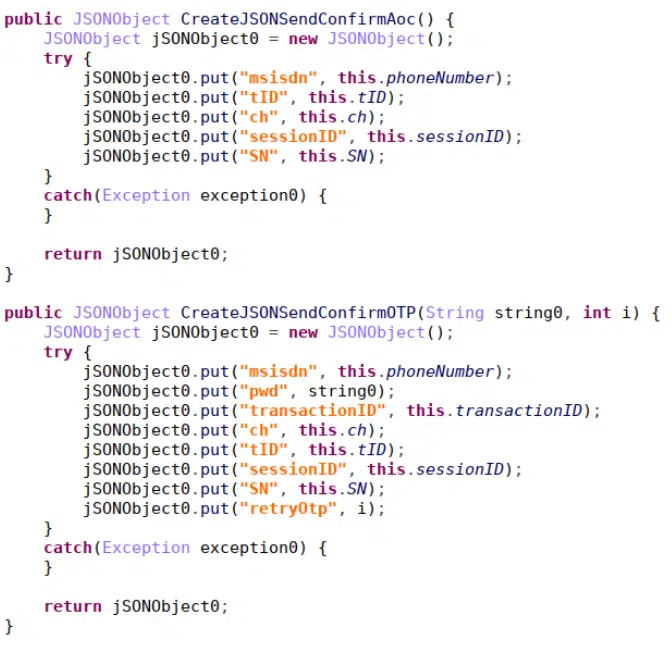 public JSONObject CreateJSONSendConfirmAoc() {
    JSONObject jSONObject0 = new JSONObject();
    try {
        jSONObject0.put("msisdn", this.phoneNumber);
        jSONObject0.put("tID", this.tID);
        jSONObject0.put("ch", this.ch);
        jSONObject0.put("sessionID", this.sessionID);
        jSONObject0.put("SN", this.SN);
    }
    catch(Exception exception0) {
    }
    return jSONObject0;
}
public JSONObject CreateJSONSendConfirmOTP(String string0, int i) {
    JSONObject jSONObject0 = new JSONObject();
    try {
        jSONObject0.put("msisdn", this.phoneNumber);
        jSONObject0.put("pwd", string0);
        jSONObject0.put("transactionID", this.transactionID);
        jSONObject0.put("ch", this.ch);
        jSONObject0.put("tID", this.tID);
        jSONObject0.put("sessionID", this.sessionID);
        jSONObject0.put("SN", this.SN);
        jSONObject0.put("retryOtp", i);
    }
    catch(Exception exception0) {
    }
    return jSONObject0;
}